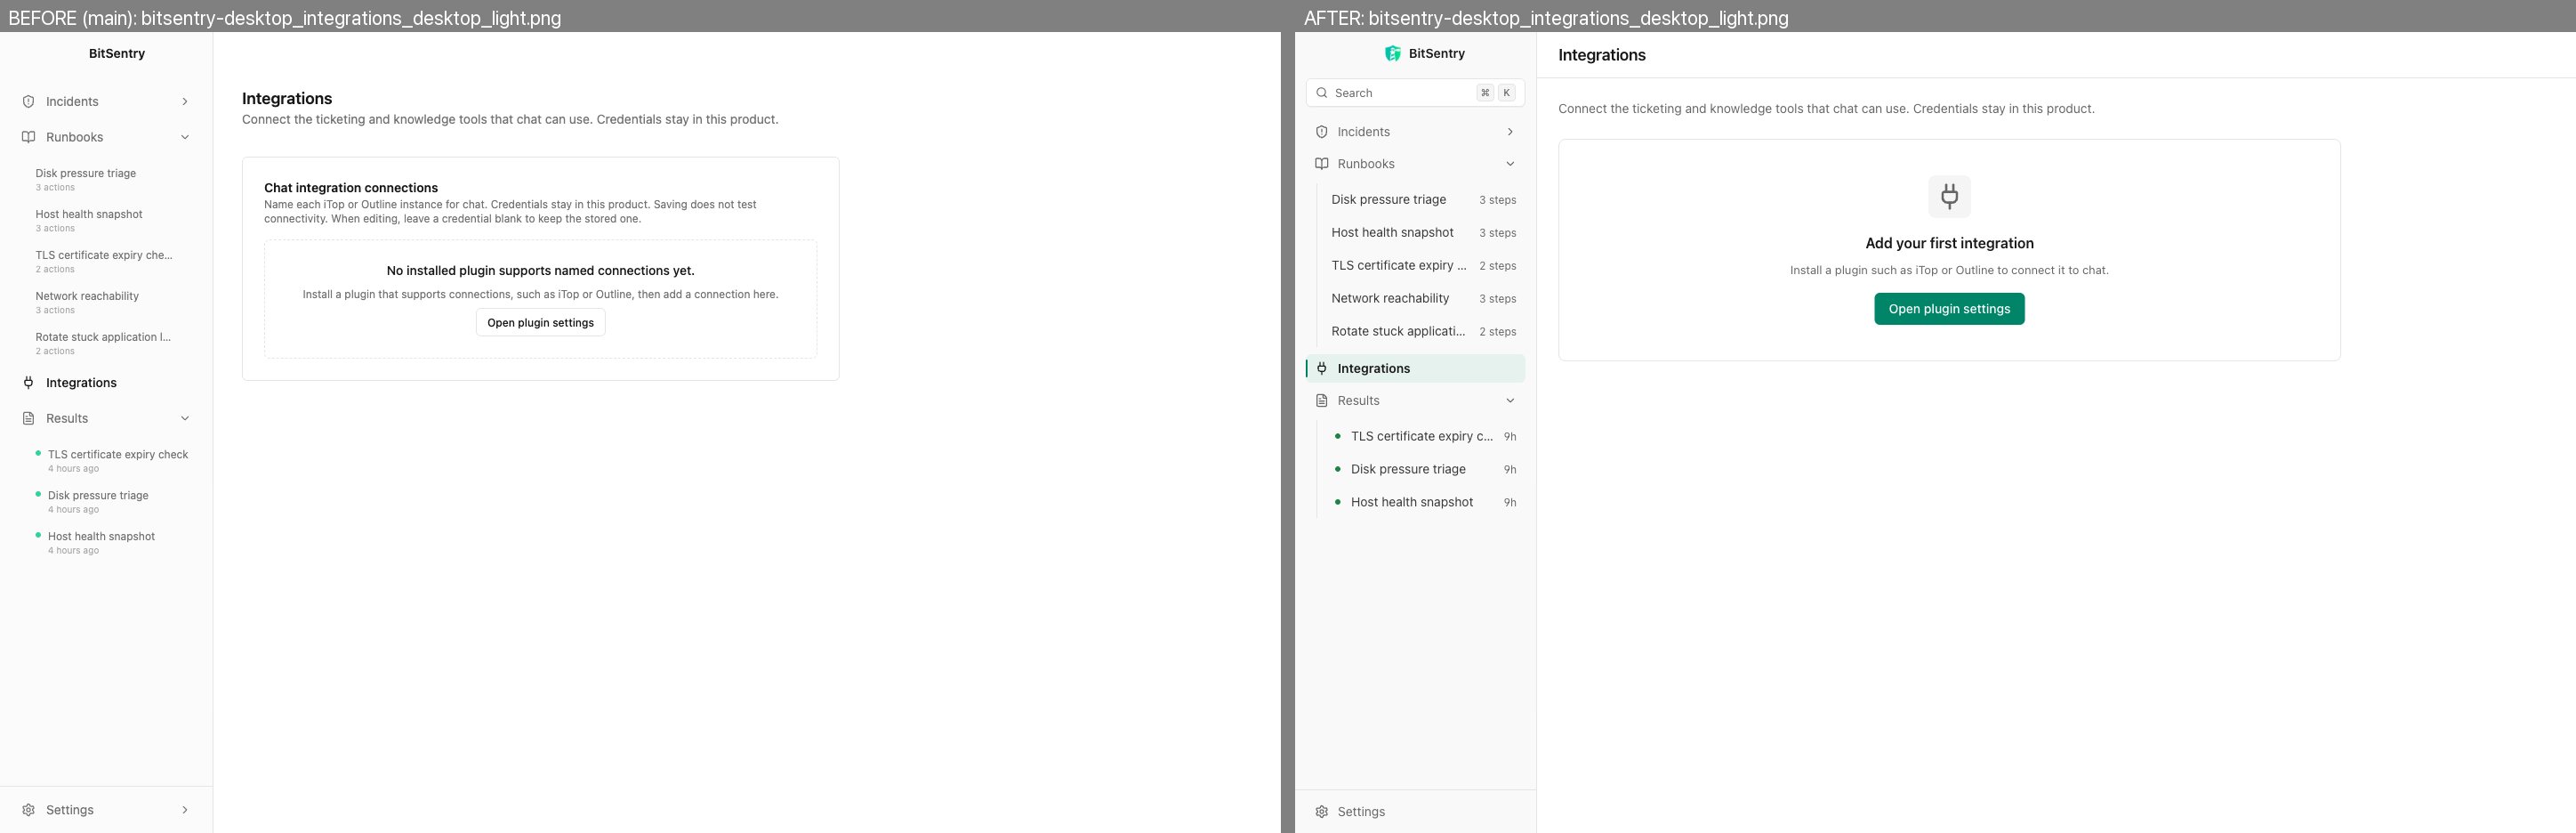 BEFORE (main): bitsentry-desktop_integrations_desktop_light.png
BitSentry
Incidents
Runbooks
Disk pressure triage
3 actions
Host health snapshot
3 actions
TLS certificate expiry che...
2 actions
Network reachability
3 actions
Rotate stuck application l...
2 actions
Integrations
Results
TLS certificate expiry check
4 hours ago
Disk pressure triage
4 hours ago
Host health snapshot
4 hours ago
Settings
Integrations
Connect the ticketing and knowledge tools that chat can use. Credentials stay in this product.
Chat integration connections
Name each iTop or Outline instance for chat. Credentials stay in this product. Saving does not test
connectivity. When editing, leave a credential blank to keep the stored one.
No installed plugin supports named connections yet.
Install a plugin that supports connections, such as iTop or Outline, then add a connection here.
Open plugin settings
AFTER: bitsentry-desktop_integrations_desktop_light.png
BitSentry
Search ⌘ K
Incidents
Runbooks
Disk pressure triage 3 steps
Host health snapshot 3 steps
TLS certificate expiry ... 2 steps
Network reachability 3 steps
Rotate stuck applicati... 2 steps
Integrations
Results
TLS certificate expiry c... 9h
Disk pressure triage 9h
Host health snapshot 9h
Settings
Integrations
Connect the ticketing and knowledge tools that chat can use. Credentials stay in this product.
Add your first integration
Install a plugin such as iTop or Outline to connect it to chat.
Open plugin settings